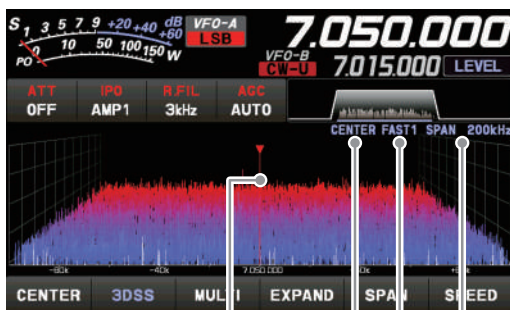 S 1 3 5 7 9 +20 +40 +60 dB
PO 0 10 50 100 150 W
VFO-A
LSB
7.050.000
VFO-B
CW-U 7.015.000 LEVEL
ATT IPO R.FIL AGC
OFF AMP1 3kHz AUTO
CENTER FAST1 SPAN 200kHz
-80k -40k 7.050.000
CENTER 3DSS MULTI EXPAND SPAN SPEED